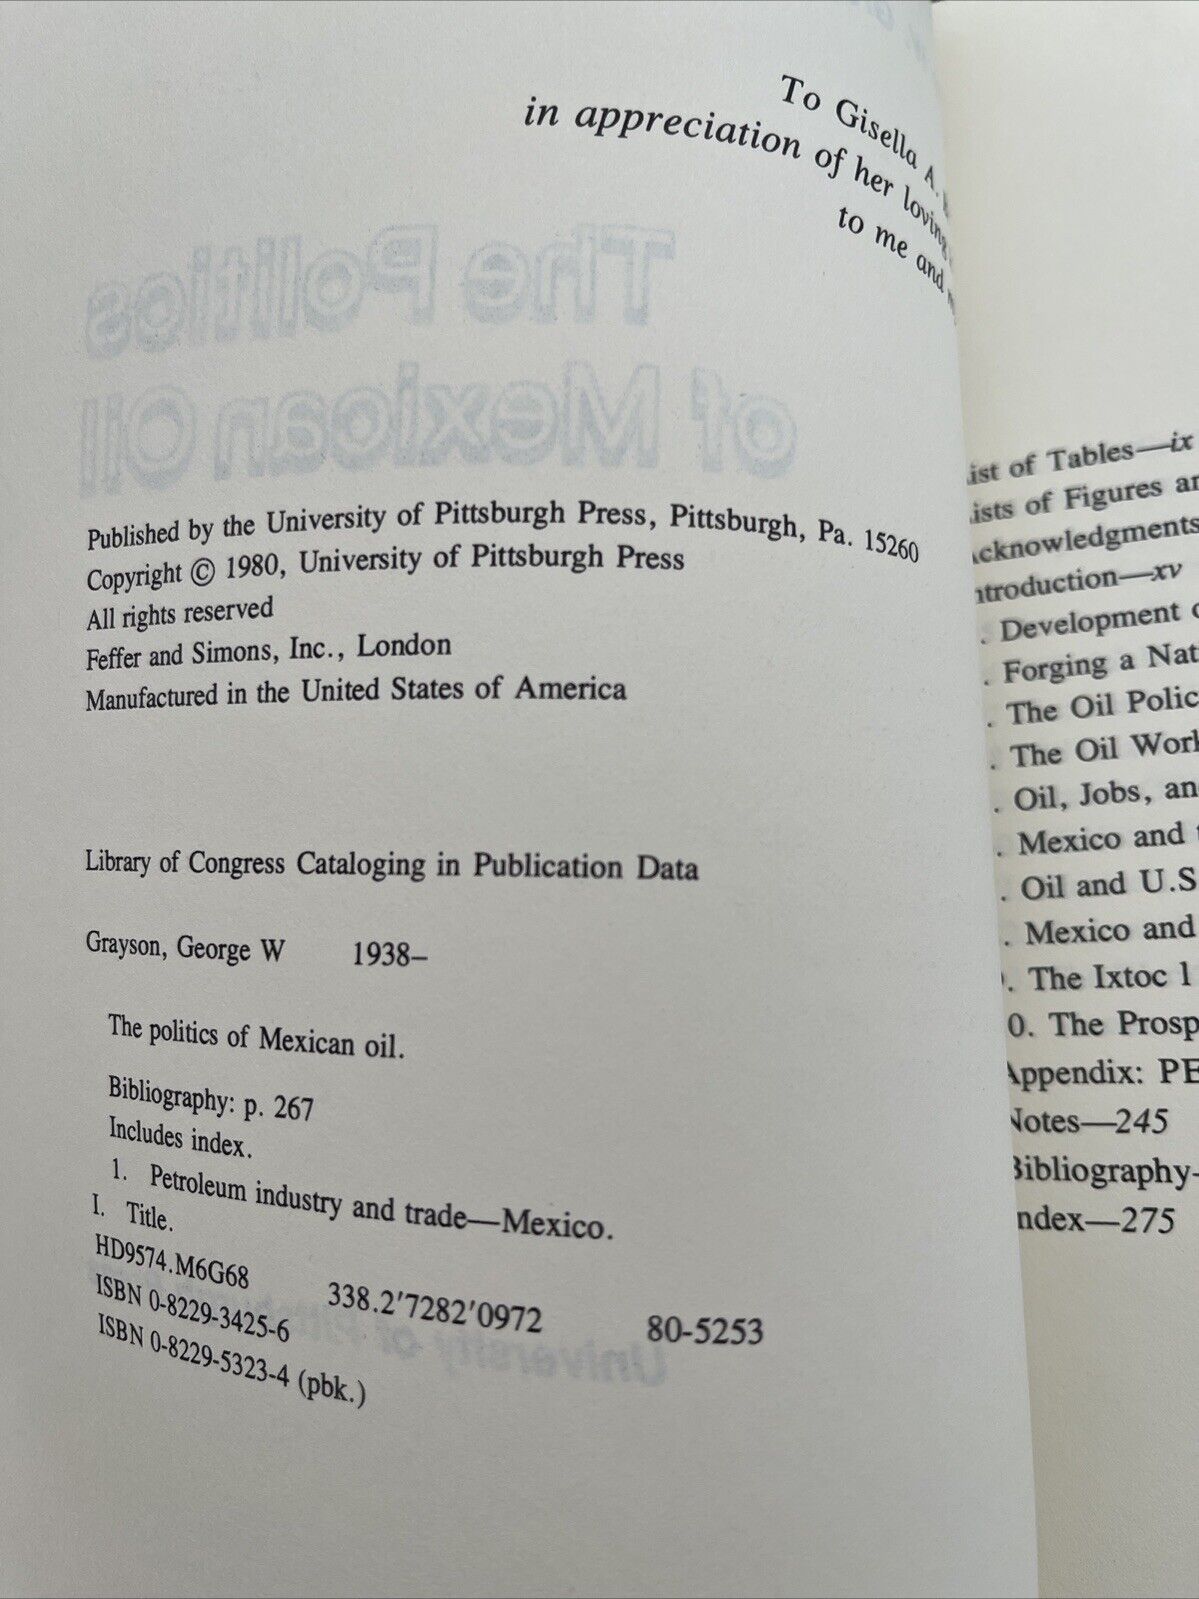 To Gisella A.
in appreciation of her loving
to me and
Published by the University of Pittsburgh Press, Pittsburgh, Pa. 15260
Copyright © 1980, University of Pittsburgh Press
All rights reserved
Feffer and Simons, Inc., London
Manufactured in the United States of America
Library of Congress Cataloging in Publication Data
Grayson, George W 1938–
The politics of Mexican oil.
Bibliography: p. 267
Includes index.
1. Petroleum industry and trade—Mexico.
I. Title.
HD9574.M6G68 338.2′7282′0972 80-5253
ISBN 0-8229-3425-6
ISBN 0-8229-5323-4 (pbk.)
The Politics
of Mexican Oil
University of
ist of Tables—ix
ists of Figures an
cknowledgments
ntroduction—xv
. Development o
. Forging a Nat
. The Oil Polic
. The Oil Work
. Oil, Jobs, an
. Mexico and t
. Oil and U.S
. Mexico and
. The Ixtoc 1
0. The Prosp
Appendix: PE
Notes—245
Bibliography—
ndex—275